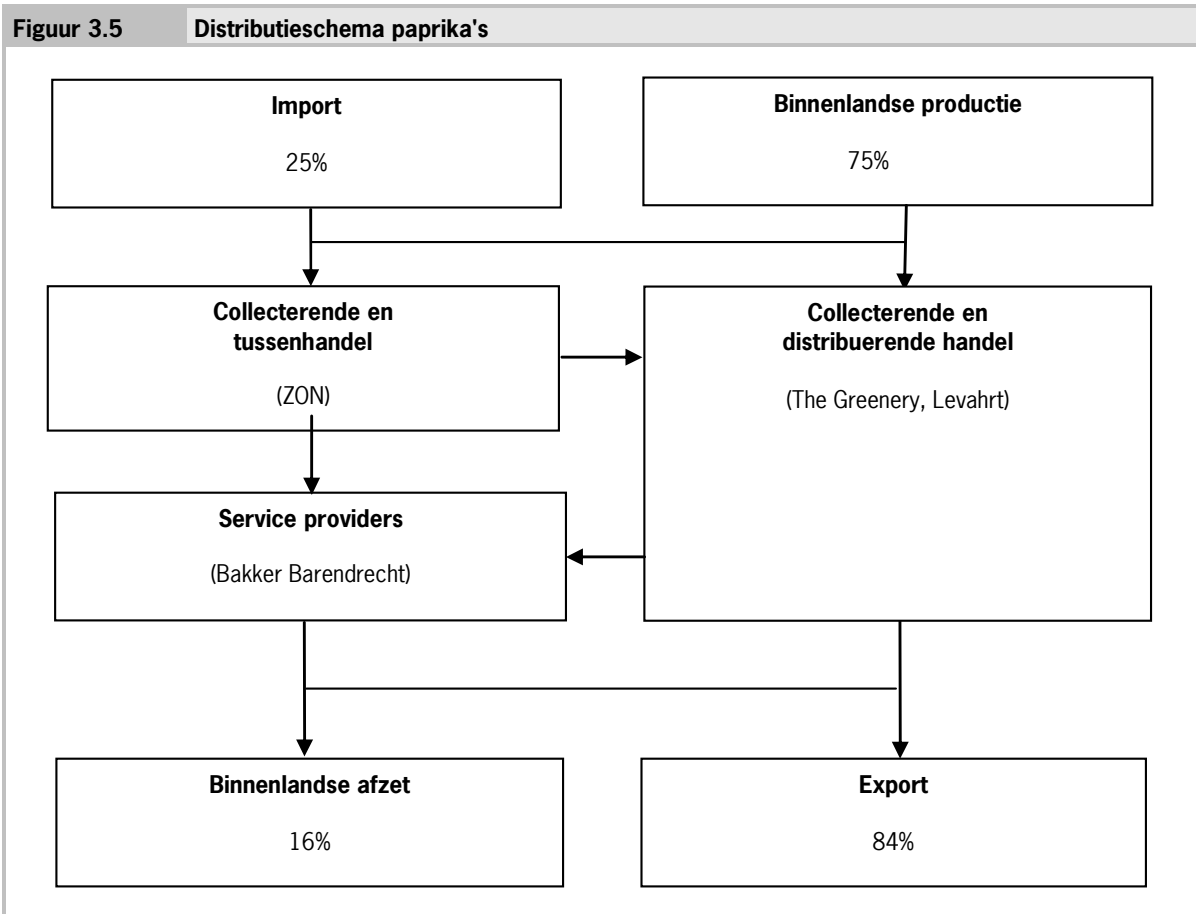 Figuur 3.5 Distributieschema paprika's
Import
25%
Binnenlandse productie
75%
Collecterende en
tussenhandel
(ZON)
Collecterende en
distribuerende handel
(The Greenery, Levahrt)
Service providers
(Bakker Barendrecht)
Binnenlandse afzet
16%
Export
84%